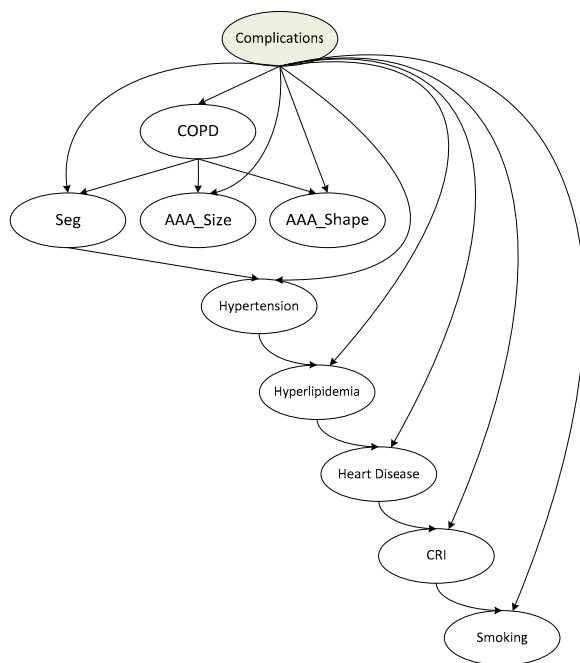 Complications
COPD
Seg
AAA_Size
AAA_Shape
Hypertension
Hyperlipidemia
Heart Disease
CRI
Smoking